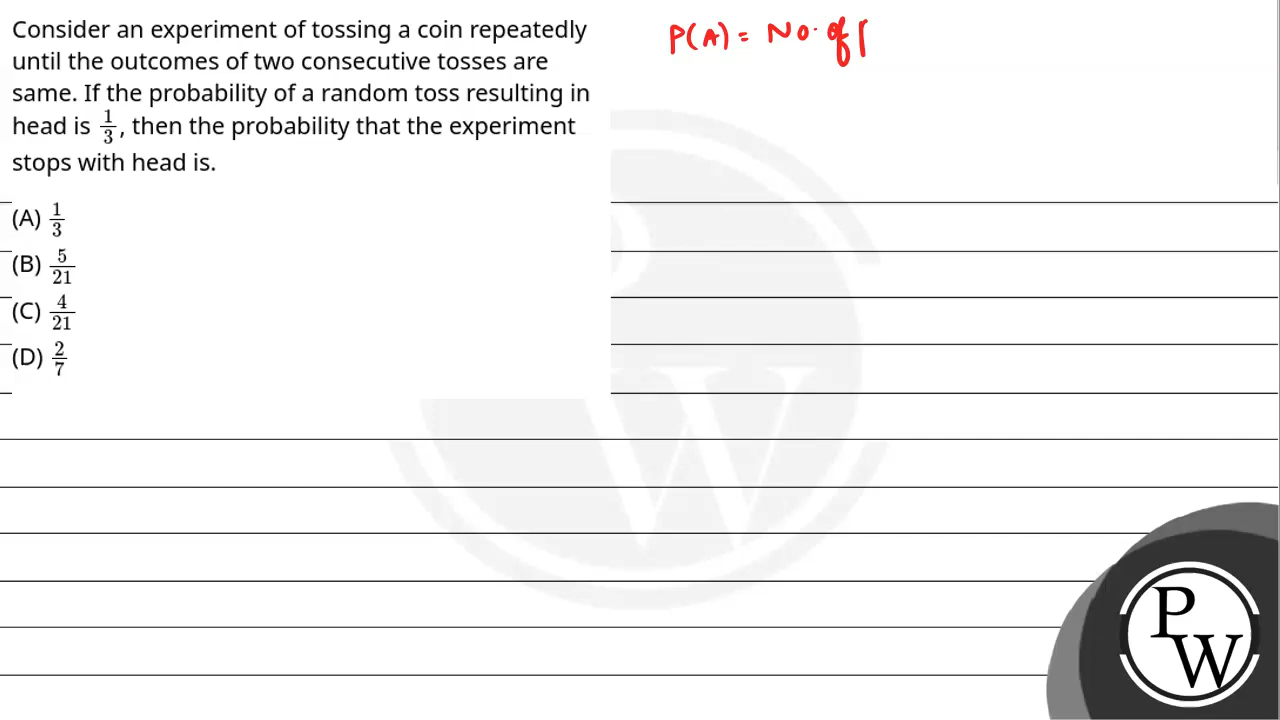 Consider an experiment of tossing a coin repeatedly
until the outcomes of two consecutive tosses are
same. If the probability of a random toss resulting in
head is 1/3, then the probability that the experiment
stops with head is.
(A) 1/3
(B) 5/21
(C) 4/21
(D) 2/7
P(A) = No. of
PW